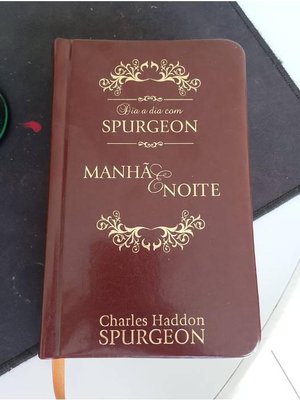 Dia a dia com
SPURGEON
MANHÃ
E NOITE
Charles Haddon
SPURGEON